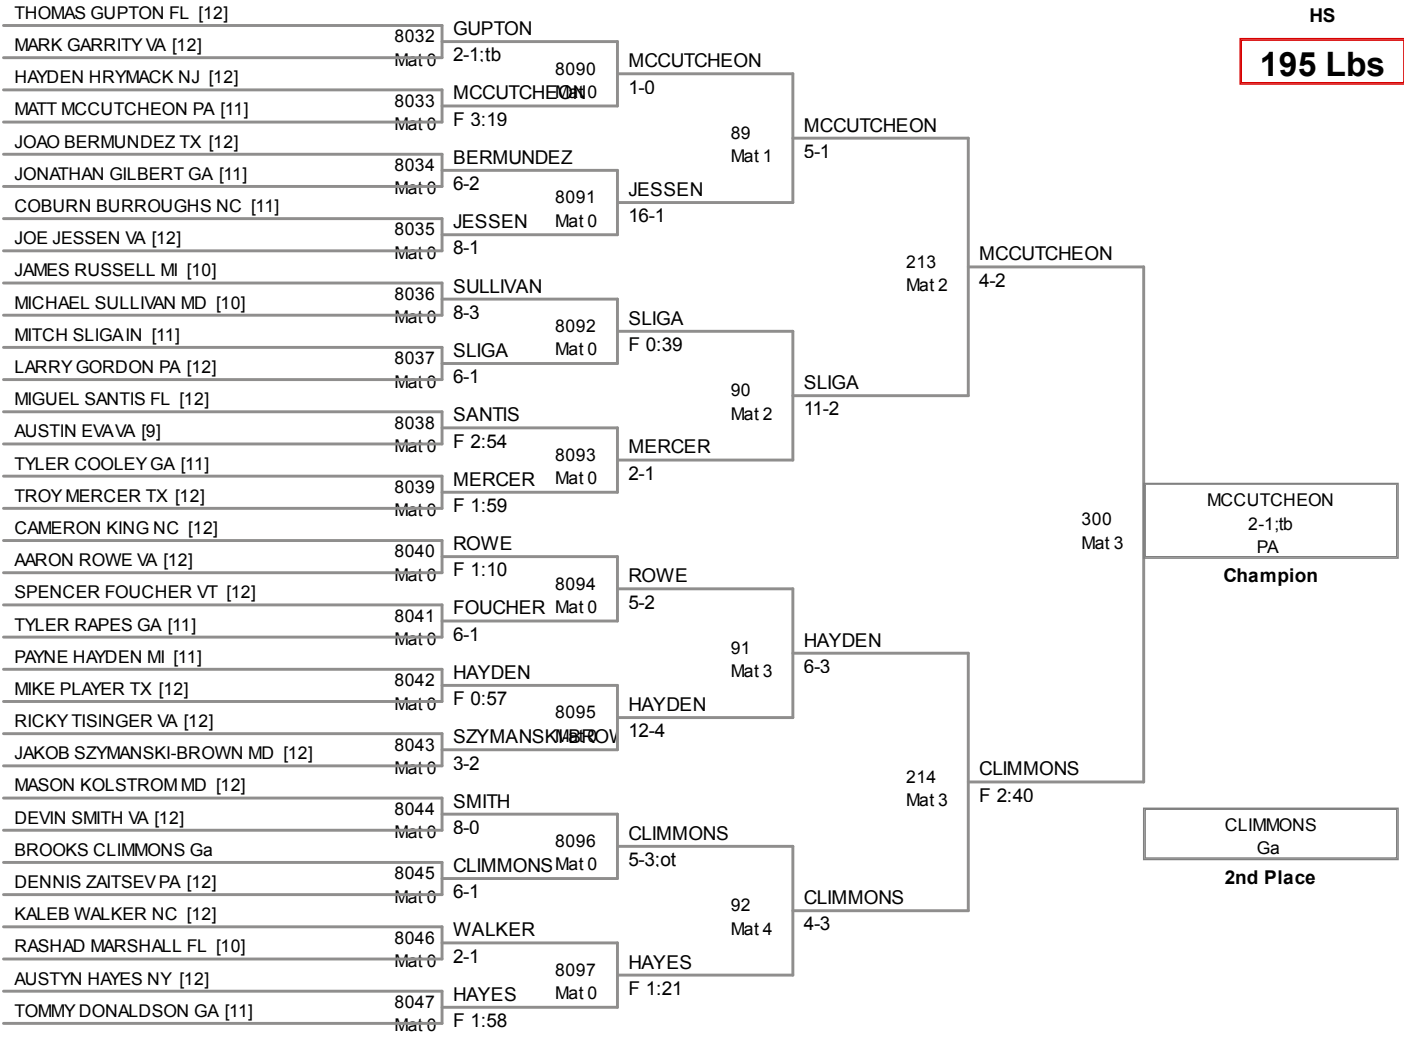 HS
195 Lbs
THOMAS GUPTON FL [12]
MARK GARRITY VA [12]
HAYDEN HRYMACK NJ [12]
MATT MCCUTCHEON PA [11]
JOAO BERMUNDEZ TX [12]
JONATHAN GILBERT GA [11]
COBURN BURROUGHS NC [11]
JOE JESSEN VA [12]
JAMES RUSSELL MI [10]
MICHAEL SULLIVAN MD [10]
MITCH SLIGA IN [11]
LARRY GORDON PA [12]
MIGUEL SANTIS FL [12]
AUSTIN EVA VA [9]
TYLER COOLEY GA [11]
TROY MERCER TX [12]
CAMERON KING NC [12]
AARON ROWE VA [12]
SPENCER FOUCHER VT [12]
TYLER RAPES GA [11]
PAYNE HAYDEN MI [11]
MIKE PLAYER TX [12]
RICKY TISINGER VA [12]
JAKOB SZYMANSKI-BROWN MD [12]
MASON KOLSTROM MD [12]
DEVIN SMITH VA [12]
BROOKS CLIMMONS Ga
DENNIS ZAITSEV PA [12]
KALEB WALKER NC [12]
RASHAD MARSHALL FL [10]
AUSTYN HAYES NY [12]
TOMMY DONALDSON GA [11]
8032
Mat 0
8033
Mat 0
8034
Mat 0
8035
Mat 0
8036
Mat 0
8037
Mat 0
8038
Mat 0
8039
Mat 0
8040
Mat 0
8041
Mat 0
8042
Mat 0
8043
Mat 0
8044
Mat 0
8045
Mat 0
8046
Mat 0
8047
Mat 0
GUPTON
2-1;tb
MCCUTCHEON
F 3:19
BERMUNDEZ
6-2
JESSEN
8-1
SULLIVAN
8-3
SLIGA
6-1
SANTIS
F 2:54
MERCER
F 1:59
ROWE
F 1:10
FOUCHER
6-1
HAYDEN
F 0:57
SZYMANSKI-BROW
3-2
SMITH
8-0
CLIMMONS
6-1
WALKER
2-1
HAYES
F 1:58
8090
Mat 0
8091
Mat 0
8092
Mat 0
8093
Mat 0
8094
Mat 0
8095
Mat 0
8096
Mat 0
8097
Mat 0
MCCUTCHEON
1-0
JESSEN
16-1
SLIGA
F 0:39
MERCER
2-1
ROWE
5-2
HAYDEN
12-4
CLIMMONS
5-3;ot
HAYES
F 1:21
89
Mat 1
90
Mat 2
91
Mat 3
92
Mat 4
MCCUTCHEON
5-1
SLIGA
11-2
HAYDEN
6-3
CLIMMONS
4-3
213
Mat 2
214
Mat 3
MCCUTCHEON
4-2
CLIMMONS
F 2:40
300
Mat 3
MCCUTCHEON
2-1;tb
PA
Champion
CLIMMONS
Ga
2nd Place